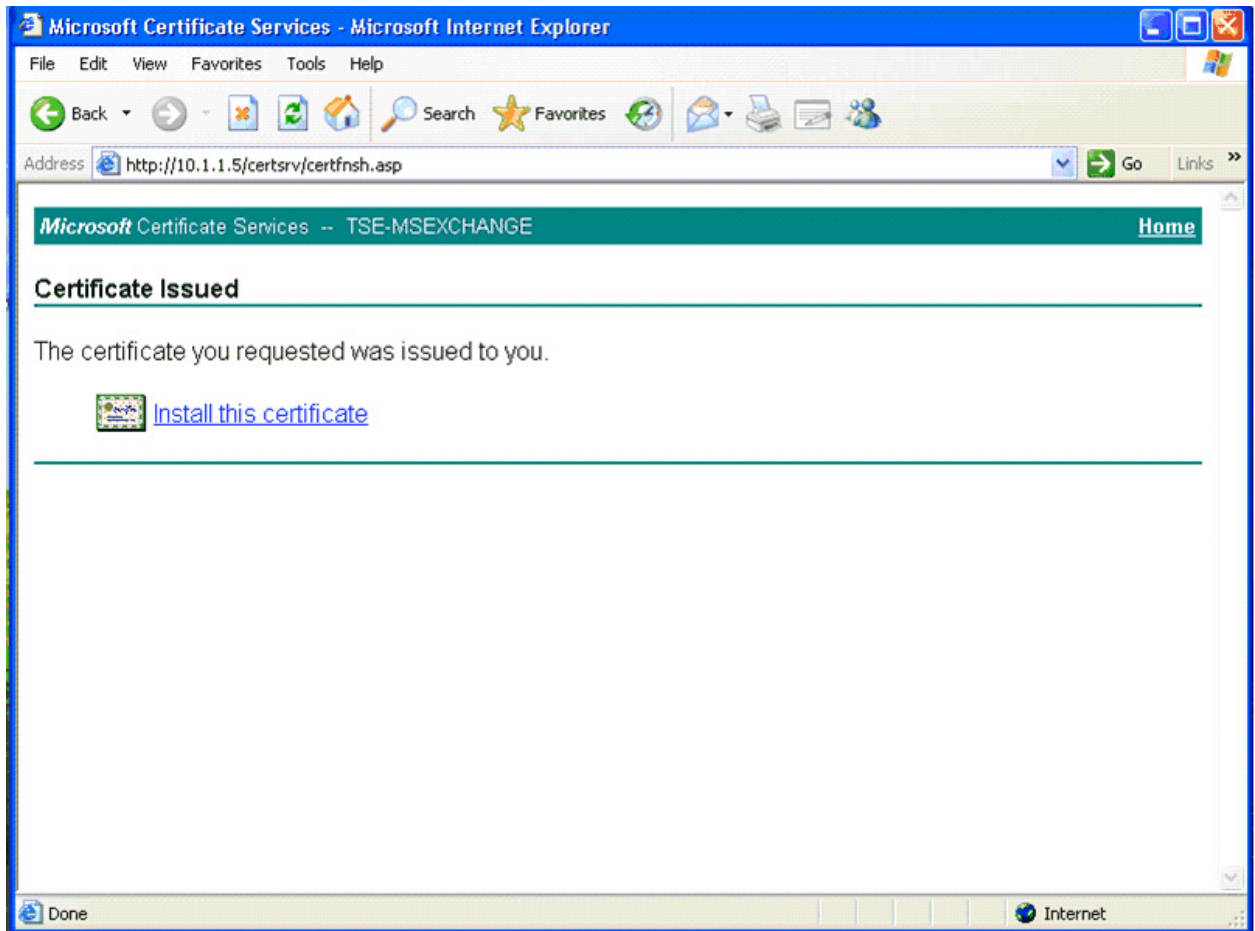 Microsoft Certificate Services - Microsoft Internet Explorer
File Edit View Favorites Tools Help
Back Search Favorites
Address http://10.1.1.5/certsrv/certfnsh.asp Go Links »
Microsoft Certificate Services -- TSE-MSEXCHANGE Home
Certificate Issued
The certificate you requested was issued to you.
Install this certificate
Done Internet